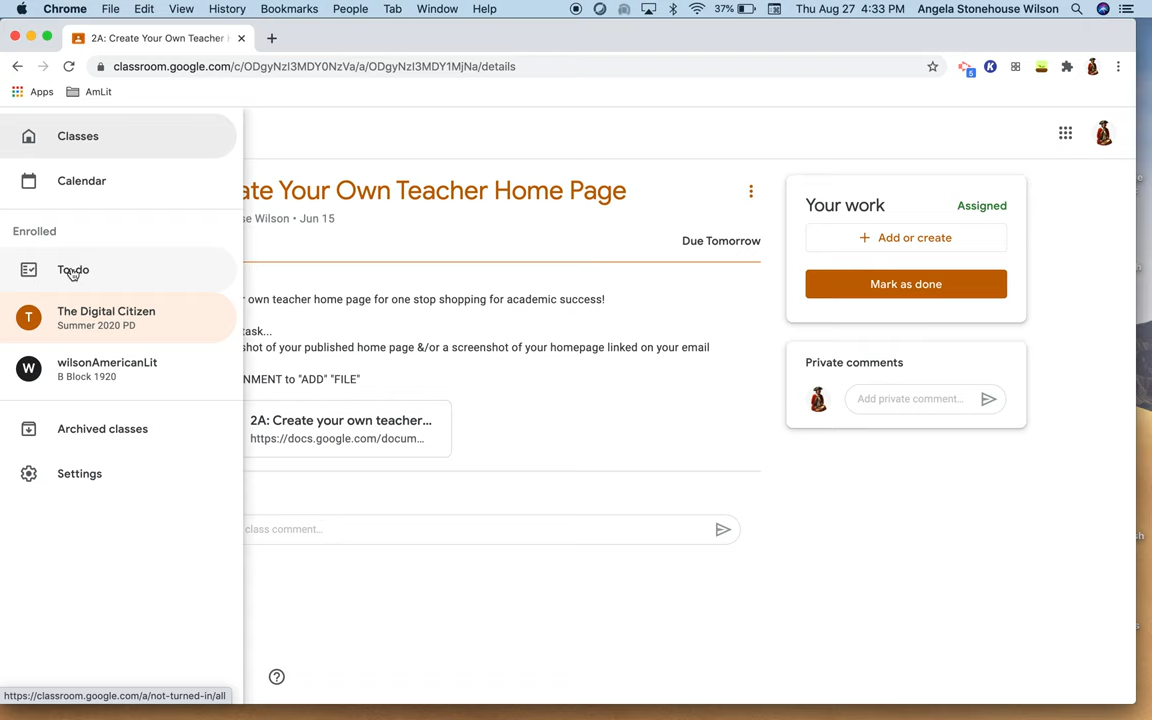 Chrome File Edit View History Bookmarks People Tab Window Help 37% Thu Aug 27 4:33 PM Angela Stonehouse Wilson
2A: Create Your Own Teacher
classroom.google.com/c/ODgyNzI3MDY0NzVa/a/ODgyNzI3MDY1MjNa/details
5
Apps AmLit
Classes
Calendar
Enrolled
To-do
T
The Digital Citizen
Summer 2020 PD
W
wilsonAmericanLit
B Block 1920
Archived classes
Settings
ate Your Own Teacher Home Page
se Wilson • Jun 15
Due Tomorrow
own teacher home page for one stop shopping for academic success!
task...
shot of your published home page &/or a screenshot of your homepage linked on your email
NMENT to "ADD" "FILE"
2A: Create your own teacher...
https://docs.google.com/docum...
class comment...
Your work Assigned
+ Add or create
Mark as done
Private comments
Add private comment...
https://classroom.google.com/a/not-turned-in/all